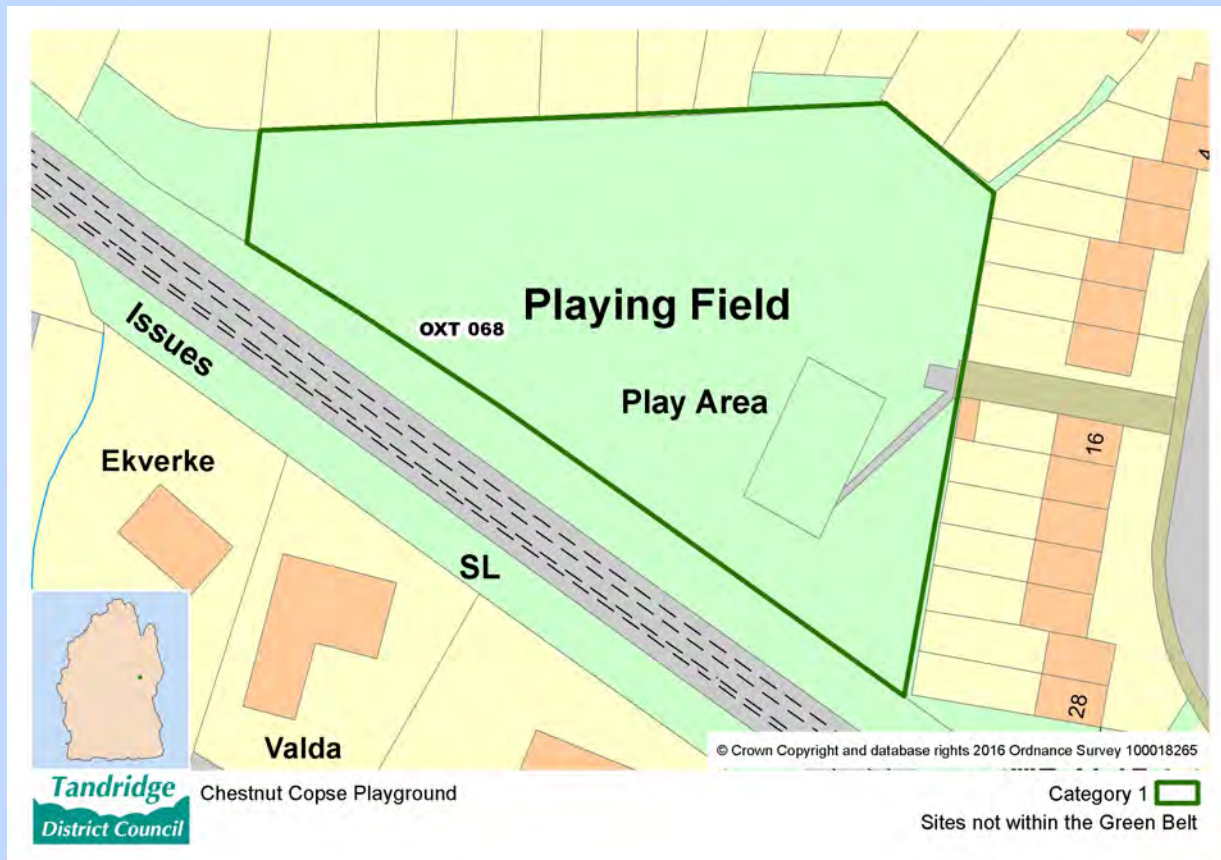 4
Playing Field
OXT 068
Issues
Play Area
16
Ekverke
SL
28
Valda
© Crown Copyright and database rights 2016 Ordnance Survey 100018265
Tandridge
District Council
Chestnut Copse Playground
Category 1
Sites not within the Green Belt